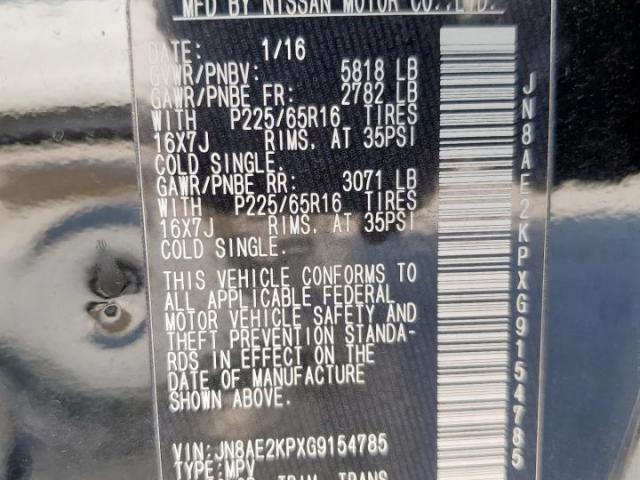 MFD BY NISSAN MOTOR CO.,LTD.
DATE: 1/16
GVWR/PNBV: 5818 LB
GAWR/PNBE FR: 2782 LB
WITH P225/65R16 TIRES
16X7J RIMS, AT 35PSI
COLD SINGLE.
GAWR/PNBE RR: 3071 LB
WITH P225/65R16 TIRES
16X7J RIMS, AT 35PSI
COLD SINGLE.
THIS VEHICLE CONFORMS TO
ALL APPLICABLE FEDERAL
MOTOR VEHICLE SAFETY AND
THEFT PREVENTION STANDA-
RDS IN EFFECT ON THE
DATE OF MANUFACTURE
SHOWN ABOVE.
VIN:JN8AE2KPXG9154785
TYPE:MPV
TRIM TRANS
JN8AE2KPXG9154785